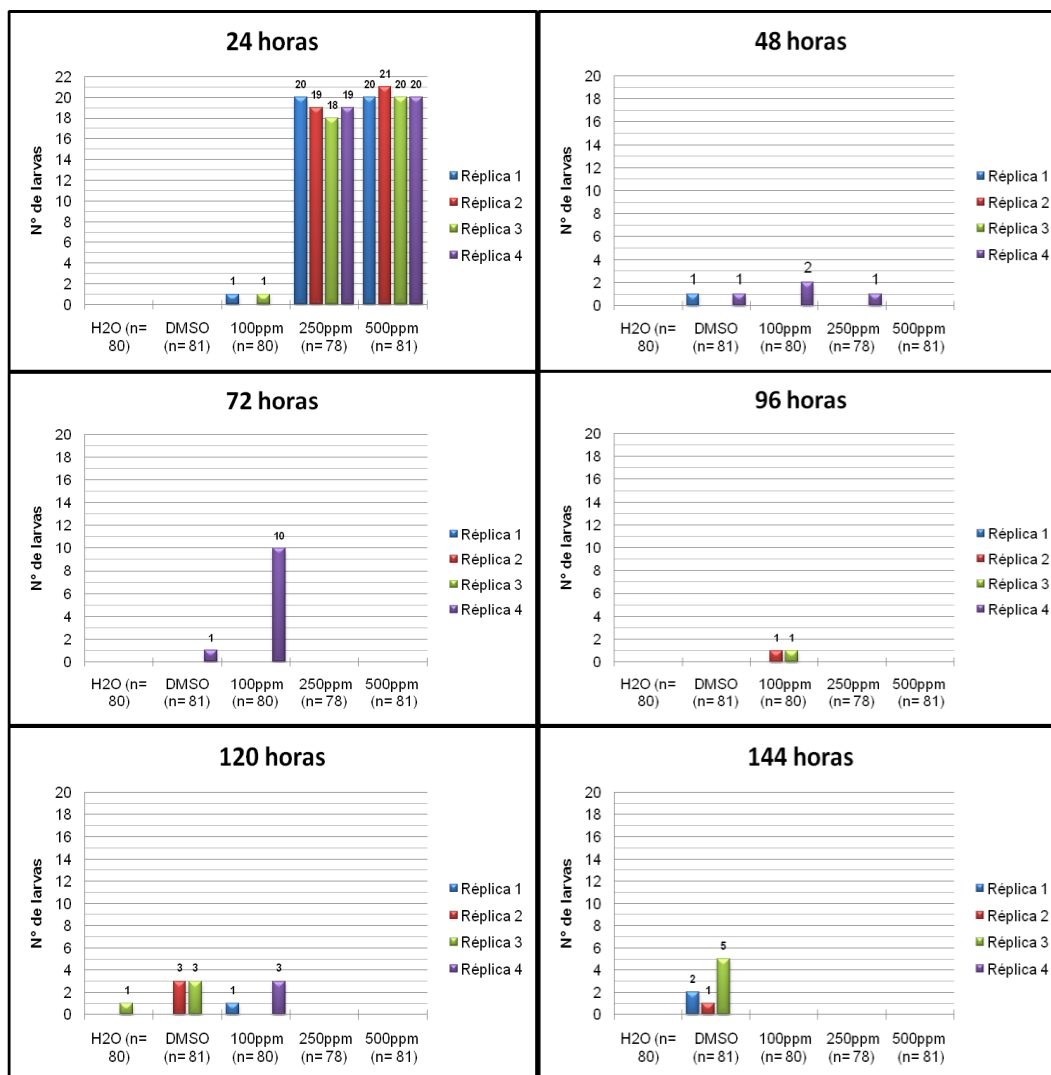 24 horas
N° de larvas
22
20
18
16
14
12
10
8
6
4
2
0
1
1
20
19
18
19
20
21
20
20
H2O (n=
80)
DMSO
(n= 81)
100ppm
(n= 80)
250ppm
(n= 78)
500ppm
(n= 81)
Réplica 1
Réplica 2
Réplica 3
Réplica 4
48 horas
N° de larvas
20
18
16
14
12
10
8
6
4
2
0
1
1
2
1
H2O (n=
80)
DMSO
(n= 81)
100ppm
(n= 80)
250ppm
(n= 78)
500ppm
(n= 81)
Réplica 1
Réplica 2
Réplica 3
Réplica 4
72 horas
N° de larvas
20
18
16
14
12
10
8
6
4
2
0
1
10
H2O (n=
80)
DMSO
(n= 81)
100ppm
(n= 80)
250ppm
(n= 78)
500ppm
(n= 81)
Réplica 1
Réplica 2
Réplica 3
Réplica 4
96 horas
N° de larvas
20
18
16
14
12
10
8
6
4
2
0
1
1
H2O (n=
80)
DMSO
(n= 81)
100ppm
(n= 80)
250ppm
(n= 78)
500ppm
(n= 81)
Réplica 1
Réplica 2
Réplica 3
Réplica 4
120 horas
N° de larvas
20
18
16
14
12
10
8
6
4
2
0
1
3
3
1
3
H2O (n=
80)
DMSO
(n= 81)
100ppm
(n= 80)
250ppm
(n= 78)
500ppm
(n= 81)
Réplica 1
Réplica 2
Réplica 3
Réplica 4
144 horas
N° de larvas
20
18
16
14
12
10
8
6
4
2
0
2
1
5
H2O (n=
80)
DMSO
(n= 81)
100ppm
(n= 80)
250ppm
(n= 78)
500ppm
(n= 81)
Réplica 1
Réplica 2
Réplica 3
Réplica 4